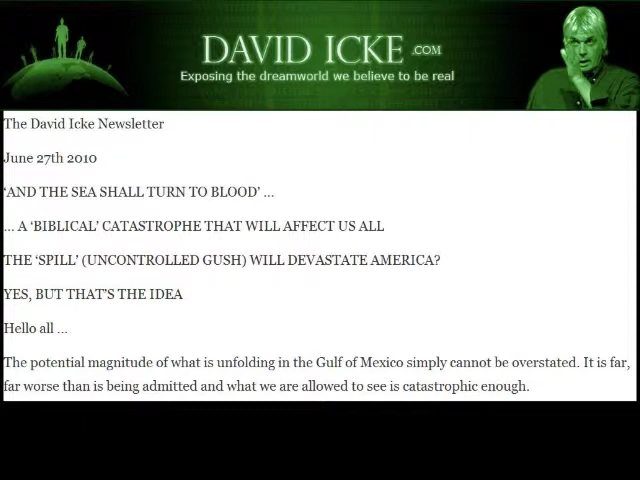 DAVID ICKE .COM
Exposing the dreamworld we believe to be real
The David Icke Newsletter
June 27th 2010
‘AND THE SEA SHALL TURN TO BLOOD’ …
… A ‘BIBLICAL’ CATASTROPHE THAT WILL AFFECT US ALL
THE ‘SPILL’ (UNCONTROLLED GUSH) WILL DEVASTATE AMERICA?
YES, BUT THAT’S THE IDEA
Hello all …
The potential magnitude of what is unfolding in the Gulf of Mexico simply cannot be overstated. It is far,
far worse than is being admitted and what we are allowed to see is catastrophic enough.